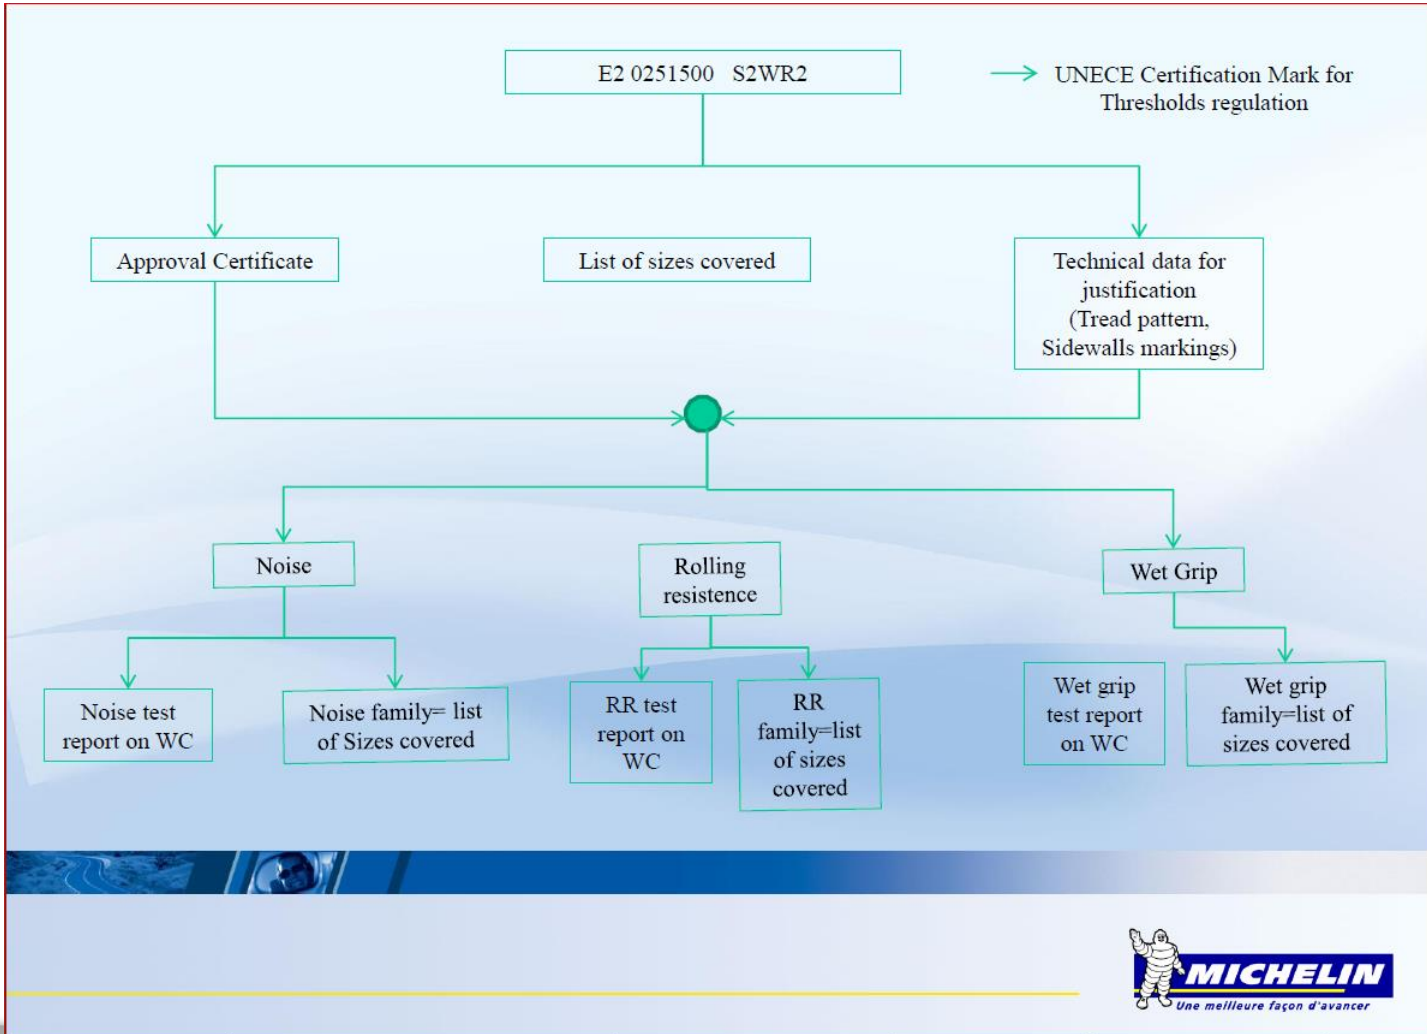 E2 0251500 S2WR2
UNECE Certification Mark for
Thresholds regulation
Approval Certificate
List of sizes covered
Technical data for
justification
(Tread pattern,
Sidewalls markings)
Noise
Rolling
resistence
Wet Grip
Noise test
report on WC
Noise family= list
of Sizes covered
RR test
report on
WC
RR
family=list
of sizes
covered
Wet grip
test report
on WC
Wet grip
family=list of
sizes covered
MICHELIN
Une meilleure façon d'avancer